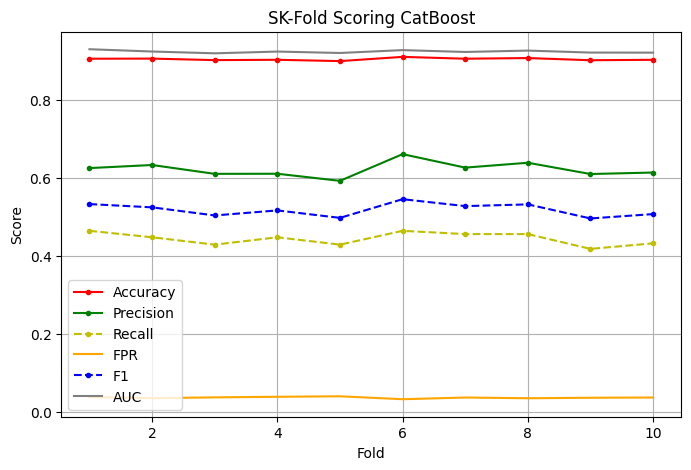 SK-Fold Scoring CatBoost
Score
0.8
0.6
0.4
0.2
0.0
Accuracy
Precision
Recall
FPR
F1
AUC
2
4
6
8
10
Fold